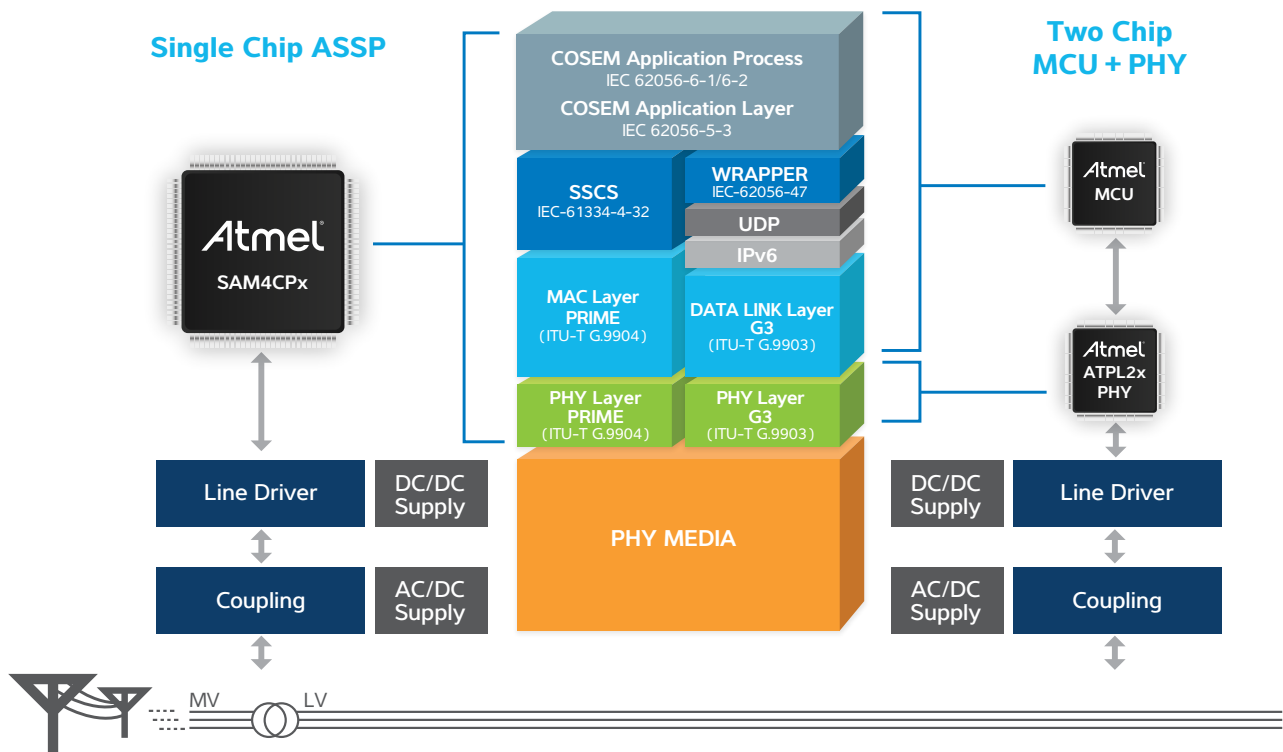 Single Chip ASSP
Atmel®
SAM4CPx
Line Driver
DC/DC
Supply
Coupling
AC/DC
Supply
COSEM Application Process
IEC 62056-6-1/6-2
COSEM Application Layer
IEC 62056-5-3
SSCS
IEC-61334-4-32
WRAPPER
IEC-62056-47
UDP
IPv6
MAC Layer
PRIME
(ITU-T G.9904)
DATA LINK Layer
G3
(ITU-T G.9903)
PHY Layer
PRIME
(ITU-T G.9904)
PHY Layer
G3
(ITU-T G.9903)
PHY MEDIA
Two Chip
MCU + PHY
Atmel
MCU
Atmel
ATPL2x
PHY
DC/DC
Supply
Line Driver
AC/DC
Supply
Coupling
MV
LV